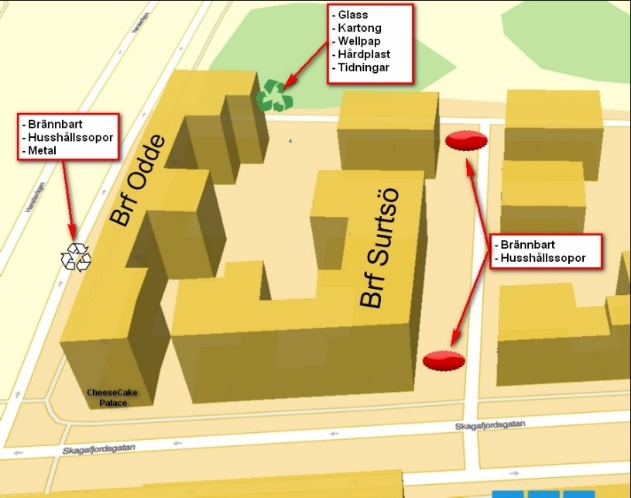 - Glass
- Kartong
- Wellpap
- Hårdplast
- Tidningar
- Brännbart
- Husshållssopor
- Metal
Brf Odde
Brf Surtsö
- Brännbart
- Husshållssopor
CheeseCake
Palace
Skagafjordsgatan
Skagafjordsgatan